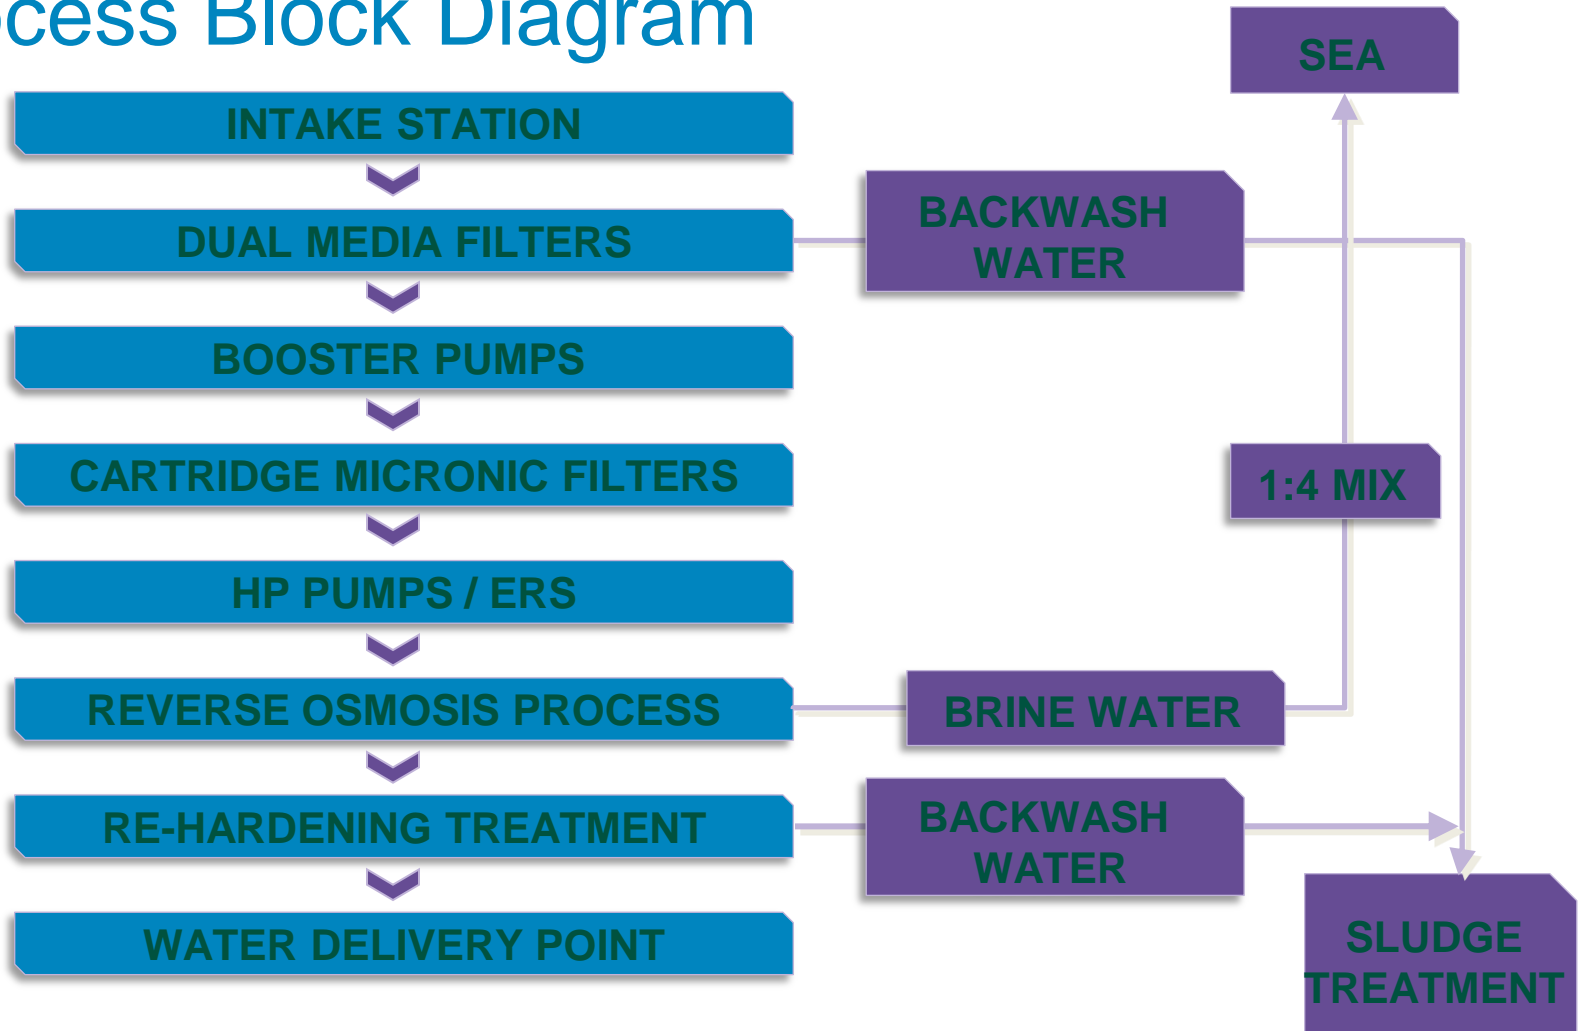 ocess Block Diagram
SEA
INTAKE STATION
BACKWASH
WATER
DUAL MEDIA FILTERS
BOOSTER PUMPS
CARTRIDGE MICRONIC FILTERS
1:4 MIX
HP PUMPS / ERS
REVERSE OSMOSIS PROCESS
BRINE WATER
RE-HARDENING TREATMENT
BACKWASH
WATER
WATER DELIVERY POINT
SLUDGE
TREATMENT